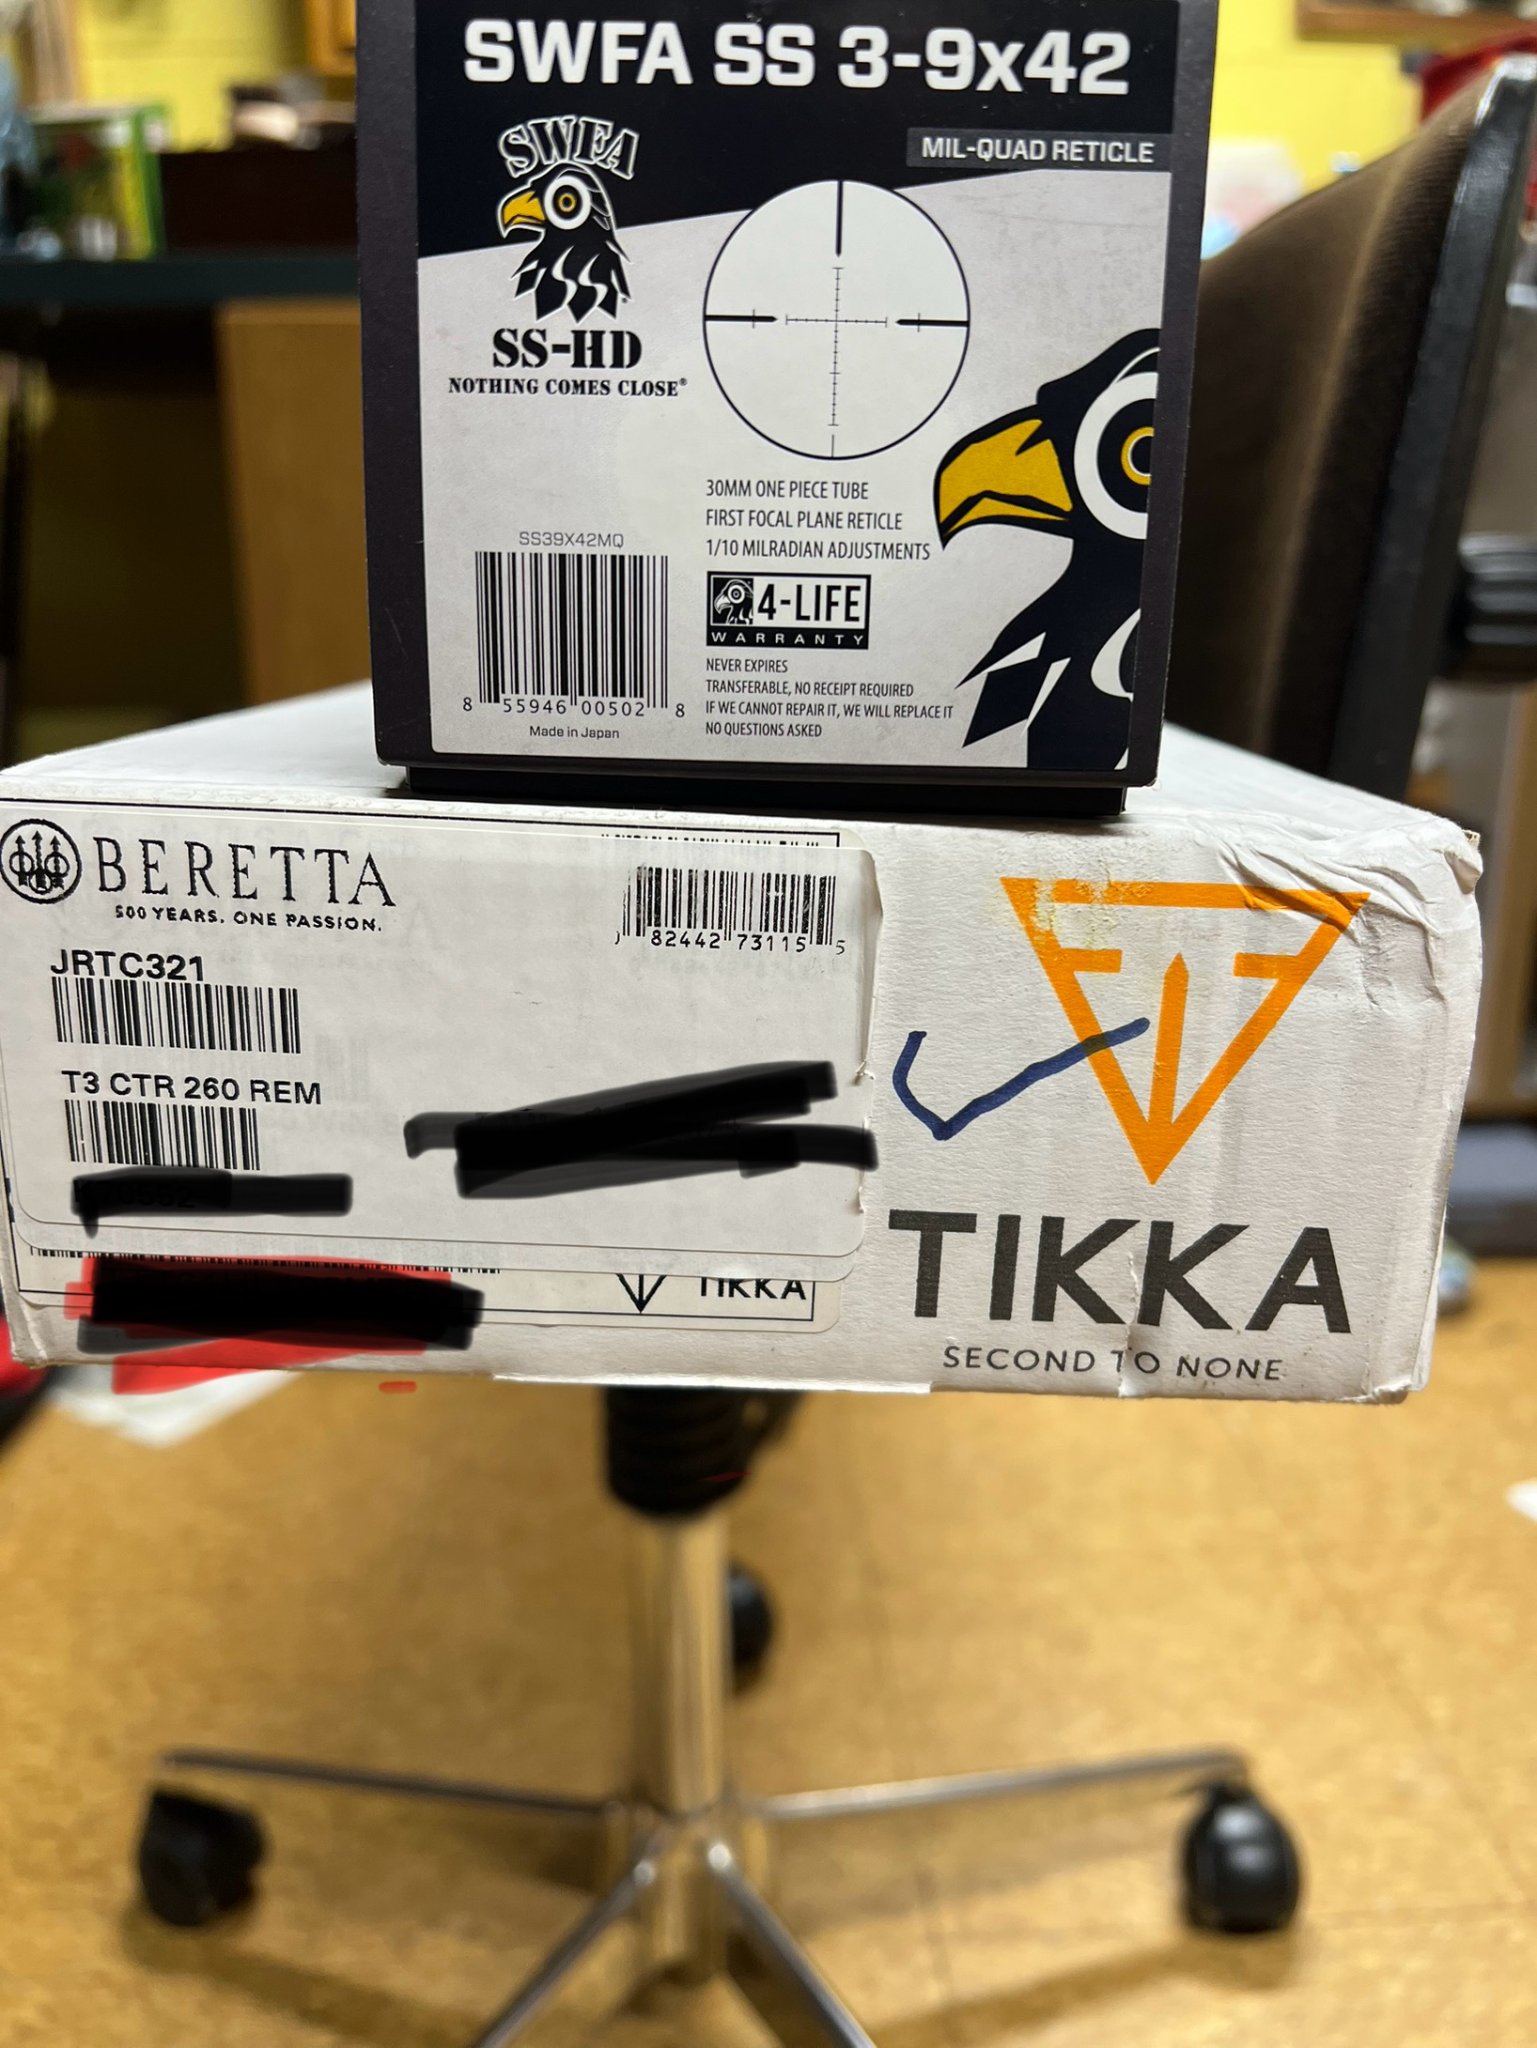 SWFA SS 3-9x42
MIL-QUAD RETICLE
SWFA
SS-HD
NOTHING COMES CLOSE®
30MM ONE PIECE TUBE
FIRST FOCAL PLANE RETICLE
1/10 MILRADIAN ADJUSTMENTS
SS39X42MQ
8 55946 00502 8
Made in Japan
4-LIFE
WARRANTY
NEVER EXPIRES
TRANSFERABLE, NO RECEIPT REQUIRED
IF WE CANNOT REPAIR IT, WE WILL REPLACE IT
NO QUESTIONS ASKED
BERETTA
500 YEARS. ONE PASSION.
82442 73115 5
JRTC321
T3 CTR 260 REM
TIKKA
TIKKA
SECOND TO NONE